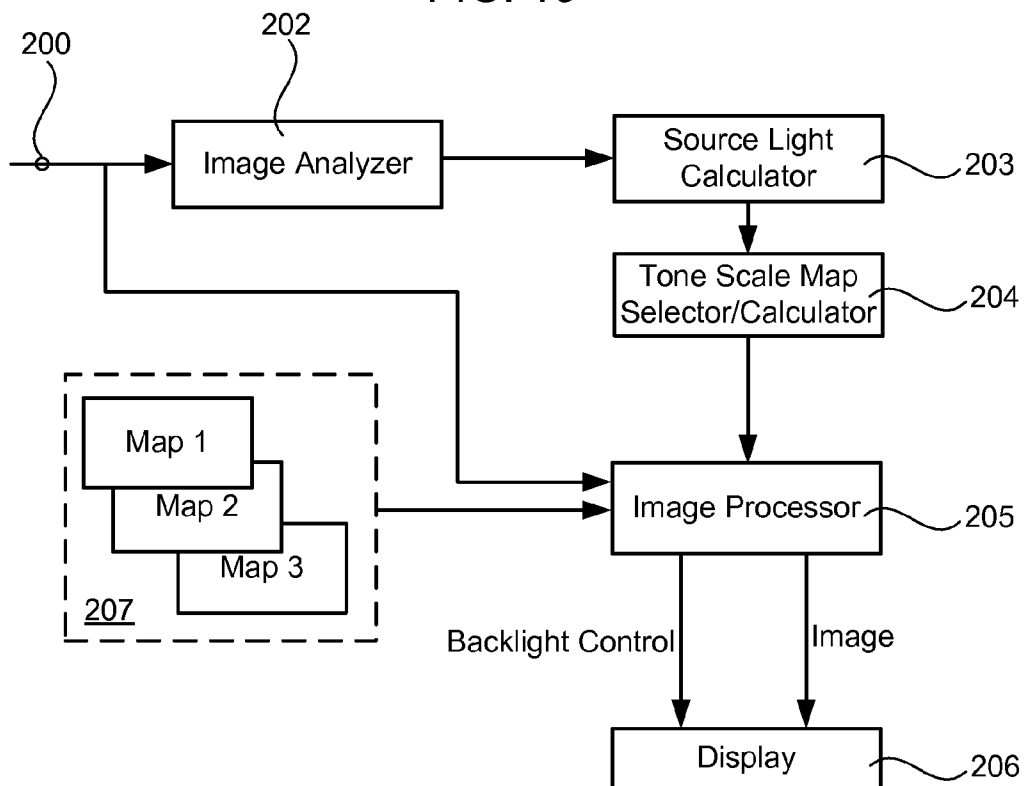 200
202
Image Analyzer
Source Light
Calculator
203
Tone Scale Map
Selector/Calculator
204
Map 1
Map 2
Map 3
207
Image Processor
205
Backlight Control
Image
Display
206